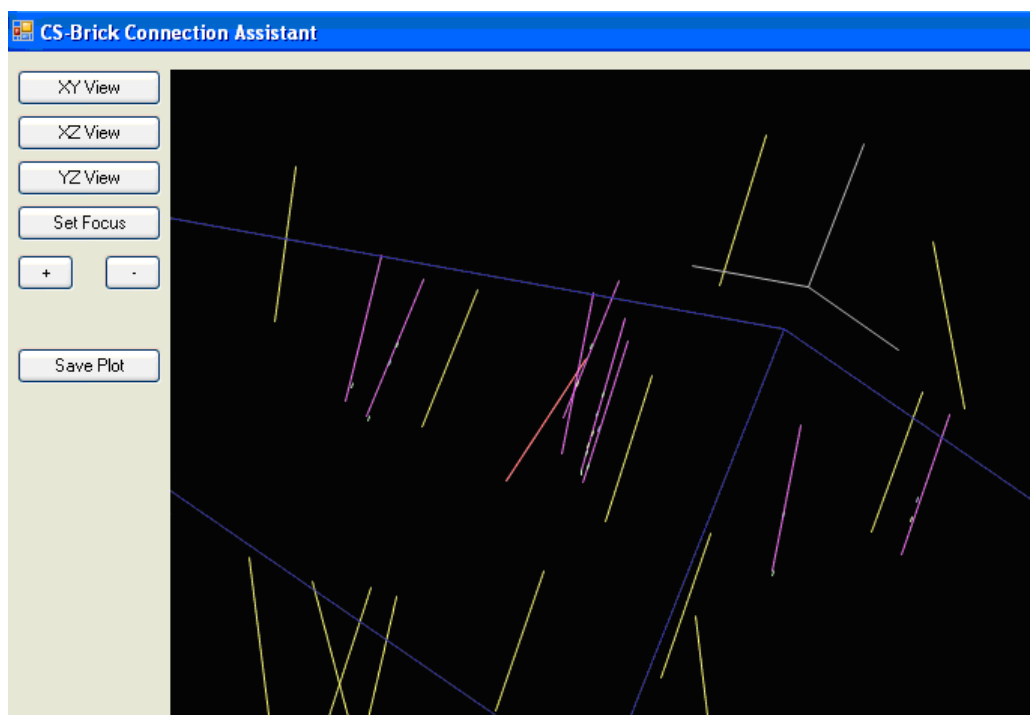 CS-Brick Connection Assistant
XY View
XZ View
YZ View
Set Focus
+ -
Save Plot